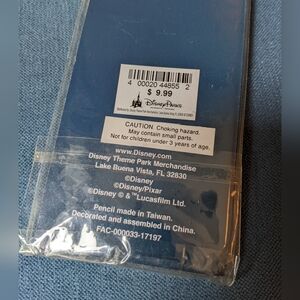 4 00020 44855 2
$ 9.99
Disney Parks
CAUTION: Choking hazard.
May contain small parts.
Not for children under 3 years of age.
www.Disney.com
Disney Theme Park Merchandise
Lake Buena Vista, FL 32830
©Disney
©Disney/Pixar
©Disney © & ™Lucasfilm Ltd.
Pencil made in Taiwan.
Decorated and assembled in China.
FAC-000033-17197